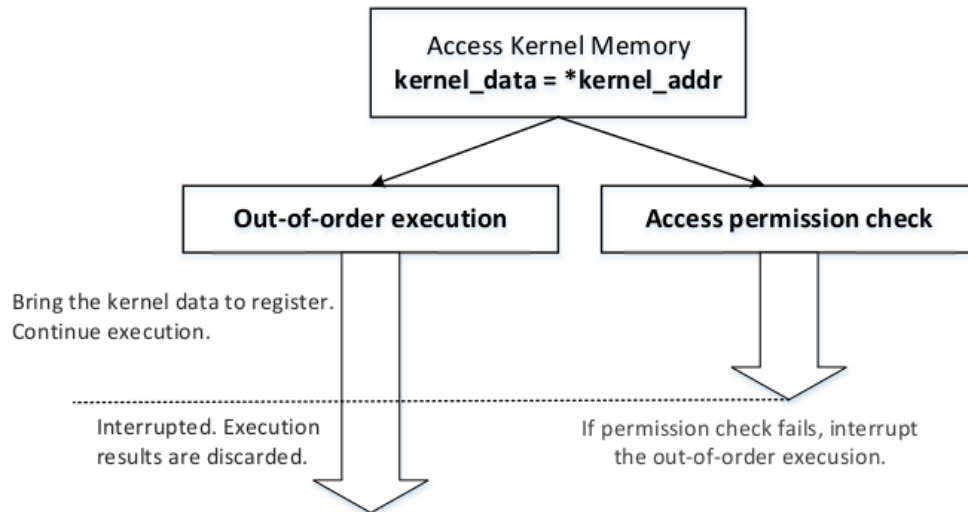 Access Kernel Memory
kernel_data = *kernel_addr
Out-of-order execution
Access permission check
Bring the kernel data to register.
Continue execution.
Interrupted. Execution
results are discarded.
If permission check fails, interrupt
the out-of-order execusion.